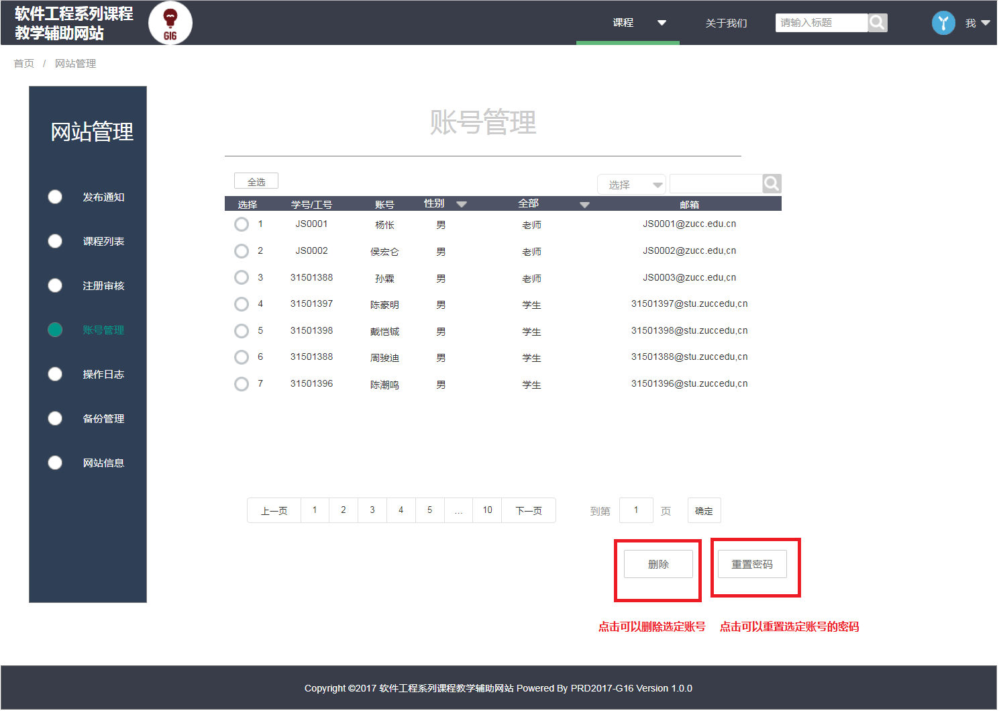 软件工程系列课程
教学辅助网站
G16
课程
关于我们
请输入标题
我
首页 / 网站管理
网站管理
发布通知
课程列表
注册审核
账号管理
操作日志
备份管理
网站信息
账号管理
全选
选择
选择 学号/工号 账号 性别 全部 邮箱
1 JS0001 杨枨 男 老师 JS0001@zucc.edu.cn
2 JS0002 侯宏仑 男 老师 JS0002@zucc.edu,cn
3 31501388 孙霖 男 老师 JS0003@zucc.edu,cn
4 31501397 陈豪明 男 学生 31501397@stu.zuccedu,cn
5 31501398 戴恺铖 男 学生 31501398@stu.zuccedu,cn
6 31501388 周骏迪 男 学生 31501388@stu.zuccedu,cn
7 31501396 陈潮鸣 男 学生 31501396@stu.zuccedu,cn
上一页 1 2 3 4 5 ... 10 下一页 到第 1 页 确定
删除 重置密码
点击可以删除选定账号 点击可以重置选定账号的密码
Copyright ©2017 软件工程系列课程教学辅助网站 Powered By PRD2017-G16 Version 1.0.0